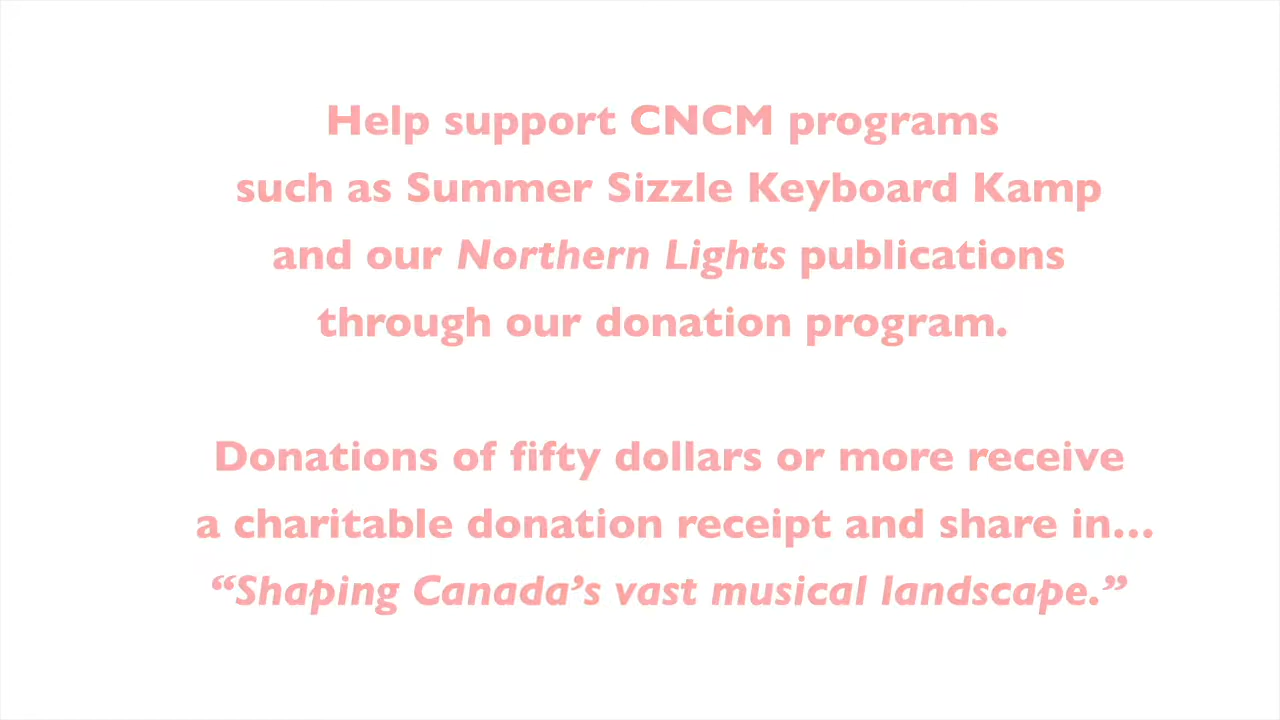 Help support CNCM programs
such as Summer Sizzle Keyboard Kamp
and our Northern Lights publications
through our donation program.
Donations of fifty dollars or more receive
a charitable donation receipt and share in…
“Shaping Canada’s vast musical landscape.”